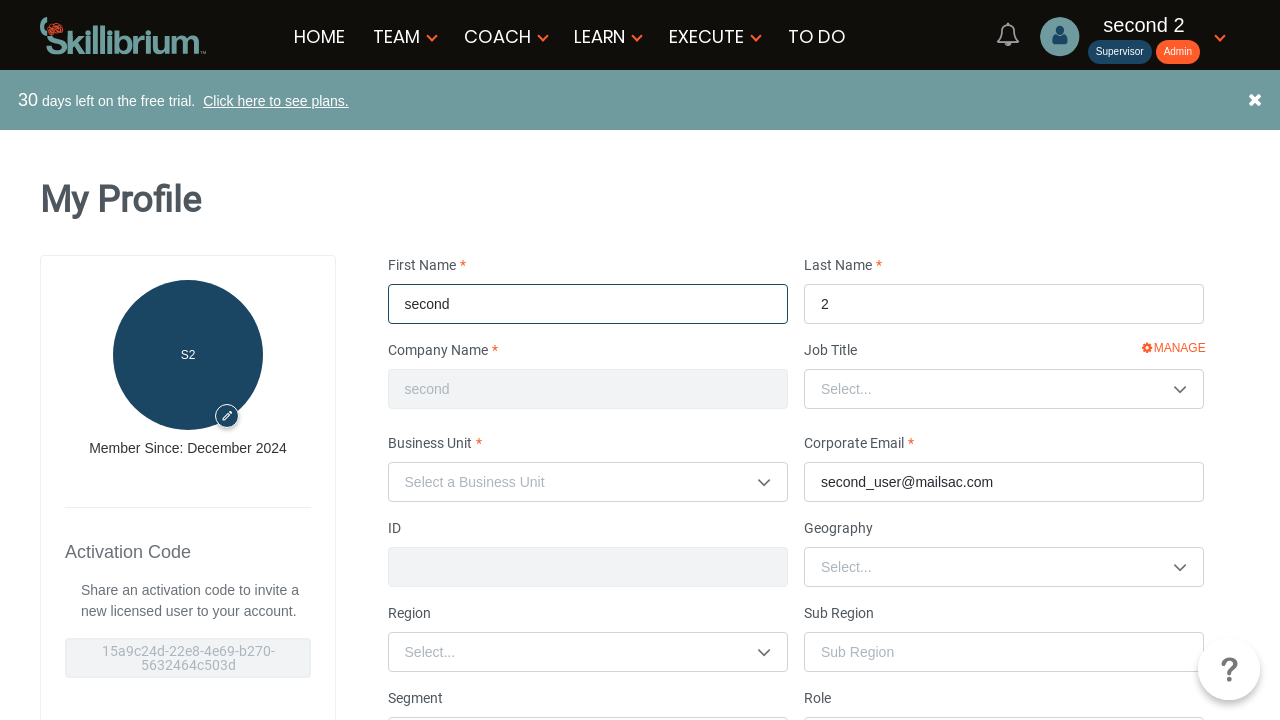 Skillibrium™
HOME TEAM COACH LEARN EXECUTE TO DO
second 2
Supervisor Admin
30 days left on the free trial. Click here to see plans.
My Profile
S2
Member Since: December 2024
Activation Code
Share an activation code to invite a
new licensed user to your account.
15a9c24d-22e8-4e69-b270-
5632464c503d
First Name *
second
Last Name *
2
Company Name *
second
Job Title
MANAGE
Select...
Business Unit *
Select a Business Unit
Corporate Email *
second_user@mailsac.com
ID
Geography
Select...
Region
Select...
Sub Region
Sub Region
Segment
Role
?